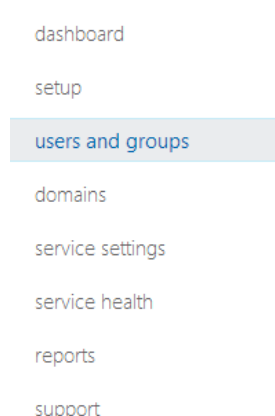 dashboard
setup
users and groups
domains
service settings
service health
reports
support